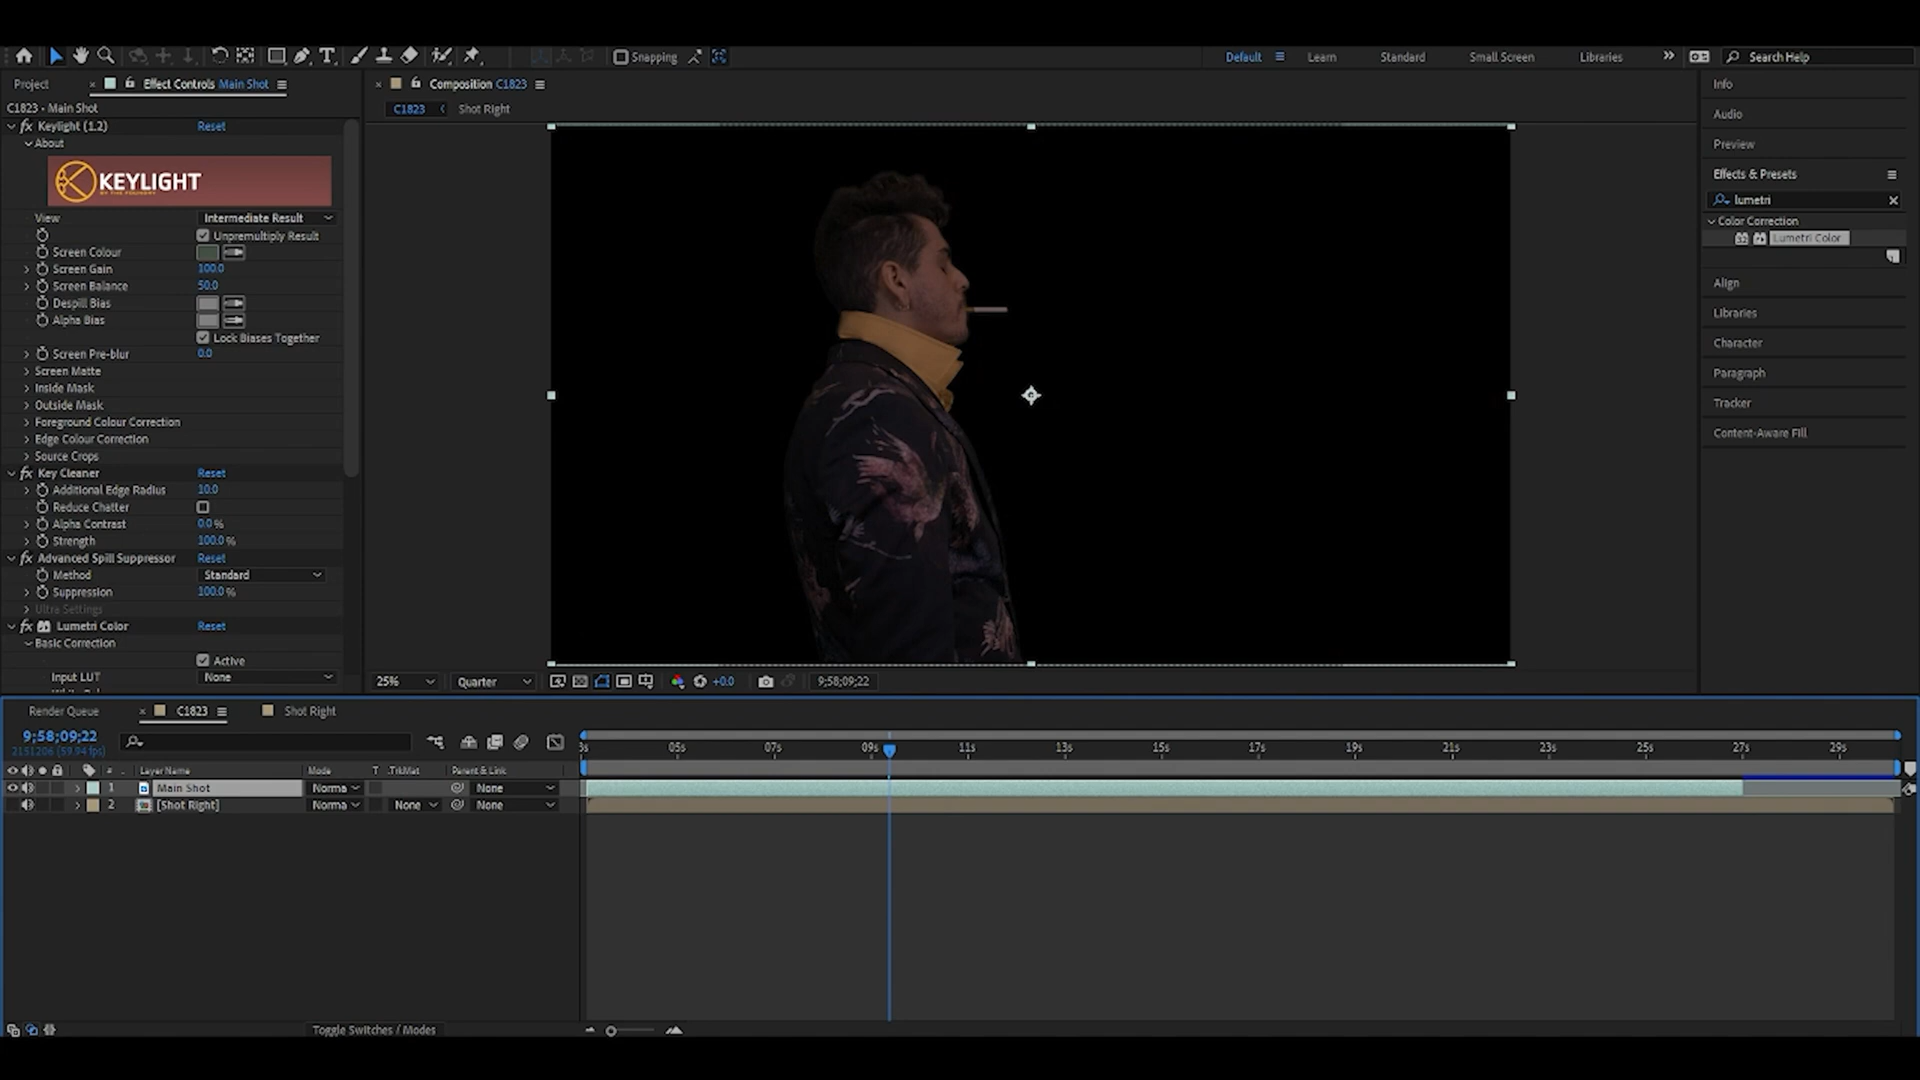 Snapping
Default
Learn
Standard
Small Screen
Libraries
Search Help
Project
Effect Controls Main Shot
Composition C1823
Info
C1823 • Main Shot
C1823
Shot Right
Audio
Keylight (1.2)
Reset
About
Preview
KEYLIGHT
Effects & Presets
lumetri
View
Intermediate Result
Color Correction
Unpremultiply Result
Lumetri Color
Screen Colour
Screen Gain
100.0
Screen Balance
50.0
Align
Despill Bias
Alpha Bias
Libraries
Lock Biases Together
Character
Screen Pre-blur
0.0
Screen Matte
Paragraph
Inside Mask
Outside Mask
Tracker
Foreground Colour Correction
Content-Aware Fill
Edge Colour Correction
Source Crops
Key Cleaner
Reset
Additional Edge Radius
10.0
Reduce Chatter
Alpha Contrast
0.0 %
Strength
100.0 %
Advanced Spill Suppressor
Reset
Method
Standard
Suppression
100.0 %
Ultra Settings
Lumetri Color
Reset
Basic Correction
Active
Input LUT
None
25%
Quarter
+0.0
9;58;09;22
Render Queue
C1823
Shot Right
9;58;09;22
2151206 (59.94 fps)
05s
07s
09s
11s
13s
15s
17s
19s
21s
23s
25s
27s
29s
# Layer Name
Mode
T .TrkMat
Parent & Link
1 Main Shot
Norma
None
2 [Shot Right]
Norma
None
None
Toggle Switches / Modes